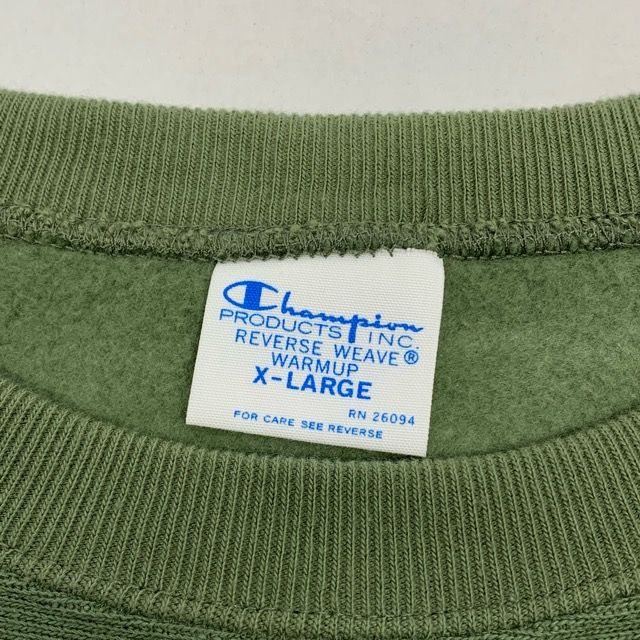 Champion
PRODUCTS INC.
REVERSE WEAVE®
WARMUP
X-LARGE
RN 26094
FOR CARE SEE REVERSE